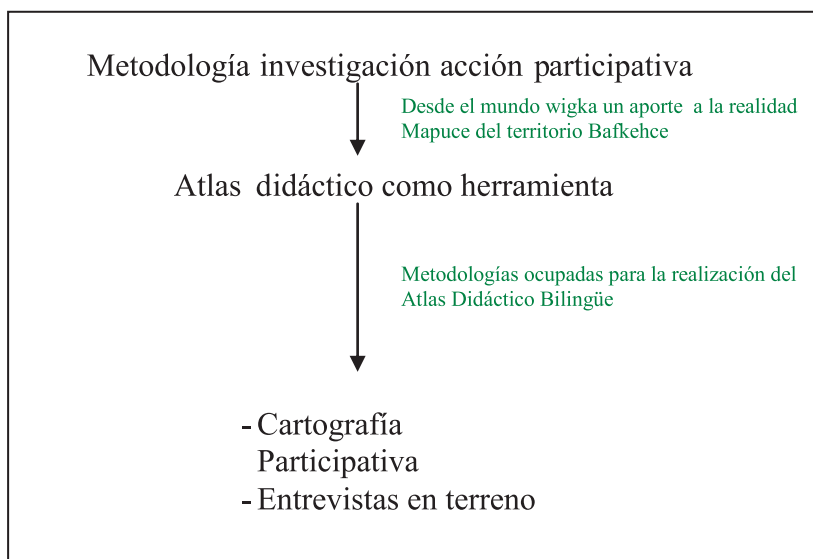 Metodología investigación acción participativa
Desde el mundo wigka un aporte a la realidad
Mapuce del territorio Bafkehce
Atlas didáctico como herramienta
Metodologías ocupadas para la realización del
Atlas Didáctico Bilingüe
- Cartografía
Participativa
- Entrevistas en terreno